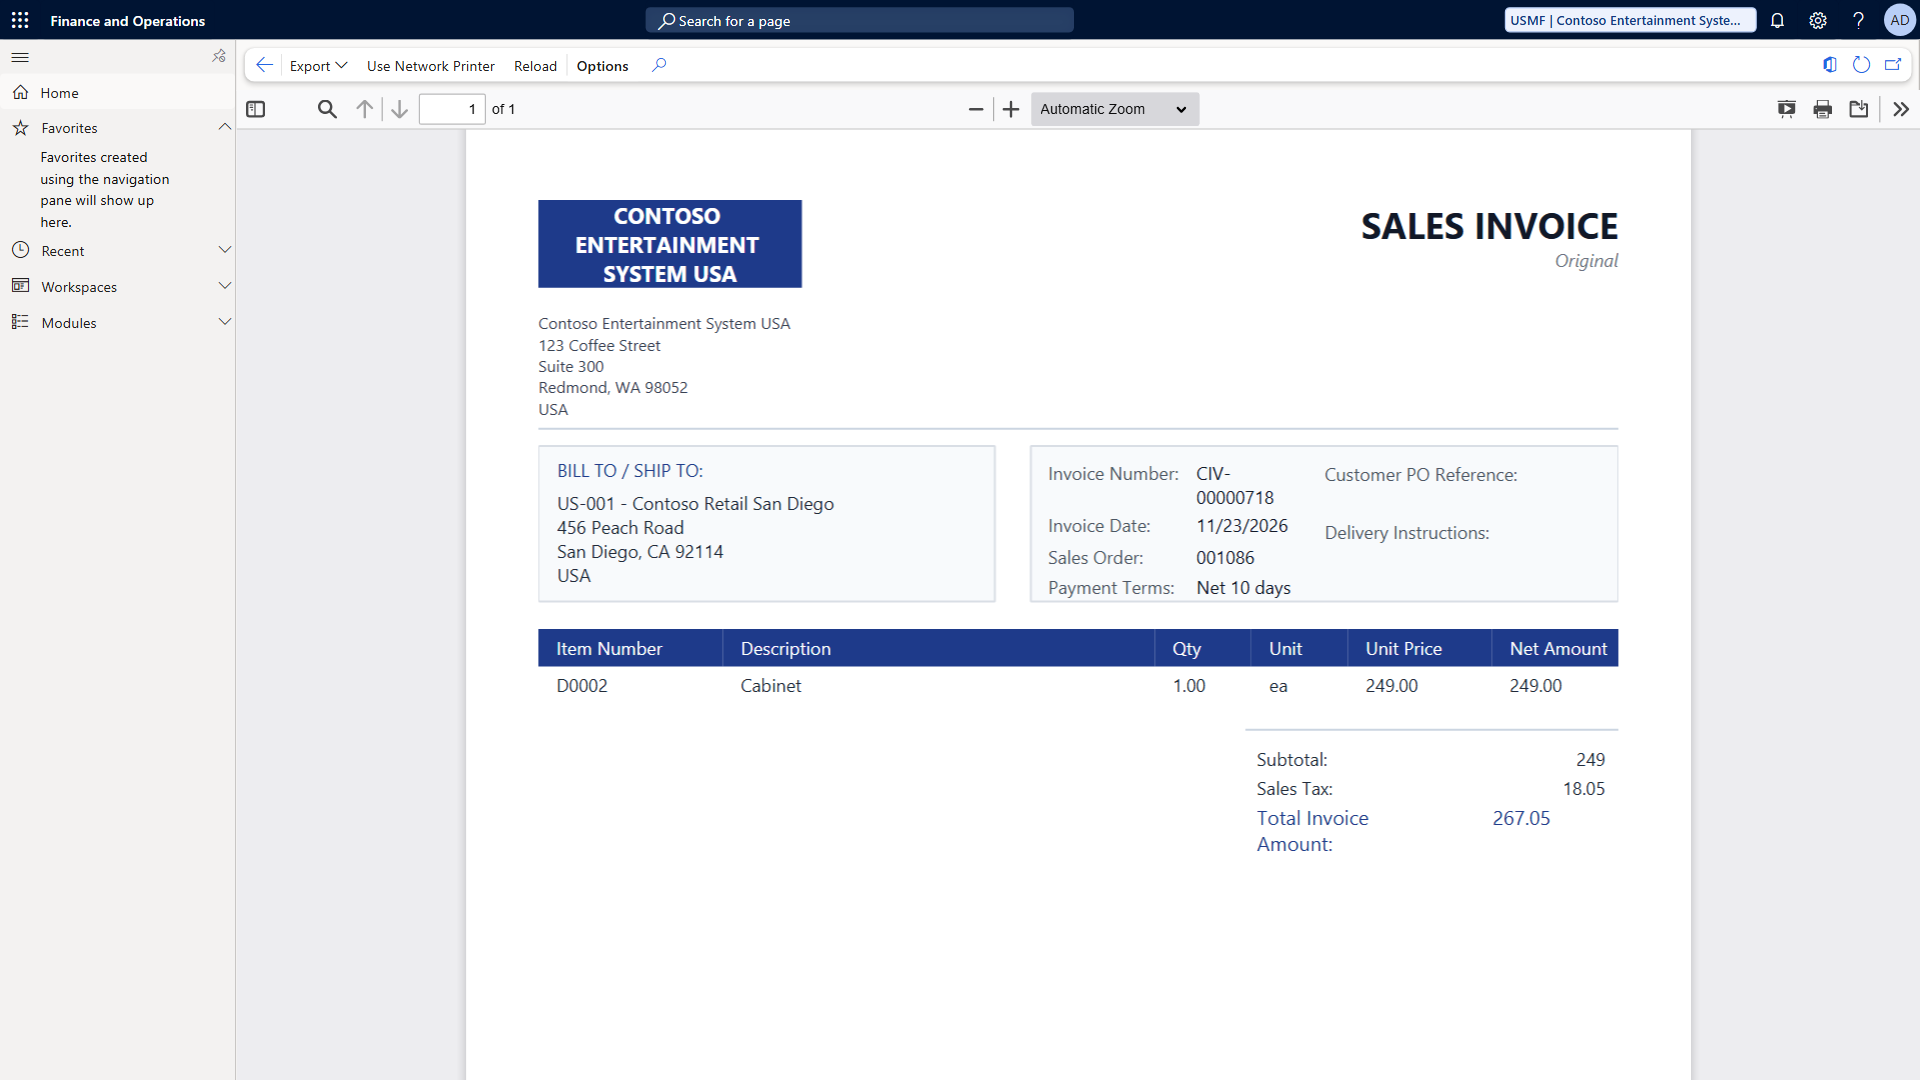 Finance and Operations
Search for a page
USMF | Contoso Entertainment Syste...
AD
Export
Use Network Printer
Reload
Options
Home
Favorites
Favorites created
using the navigation
pane will show up
here.
Recent
Workspaces
Modules
1 of 1
Automatic Zoom
CONTOSO
ENTERTAINMENT
SYSTEM USA
SALES INVOICE
Original
Contoso Entertainment System USA
123 Coffee Street
Suite 300
Redmond, WA 98052
USA
BILL TO / SHIP TO:
US-001 - Contoso Retail San Diego
456 Peach Road
San Diego, CA 92114
USA
Invoice Number: CIV-
00000718
Invoice Date: 11/23/2026
Sales Order: 001086
Payment Terms: Net 10 days
Customer PO Reference:
Delivery Instructions:
Item Number Description Qty Unit Unit Price Net Amount
D0002 Cabinet 1.00 ea 249.00 249.00
Subtotal: 249
Sales Tax: 18.05
Total Invoice 267.05
Amount: